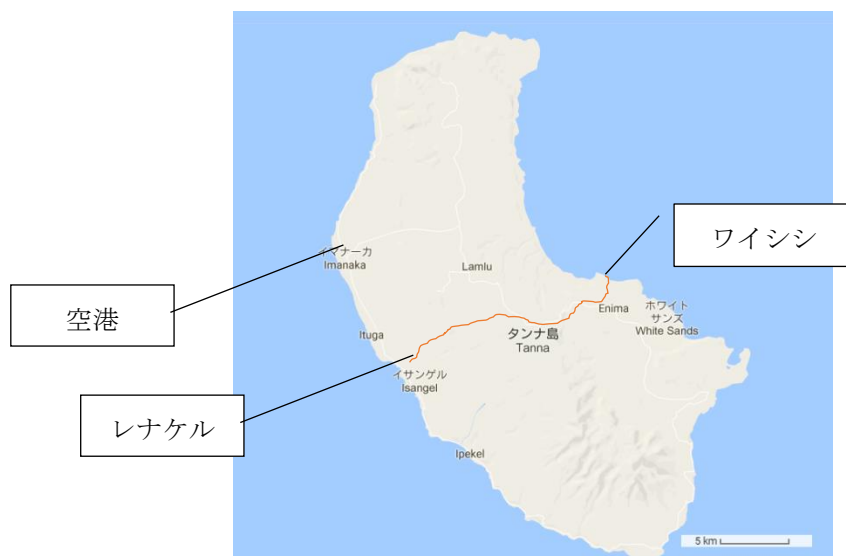 ワイシシ
イマナーカ
Imanaka
Lamlu
空港
Enima
ホワイト
サンズ
White Sands
Ituga
タンナ島
Tanna
イサンゲル
Isangel
レナケル
Ipekel
5 km